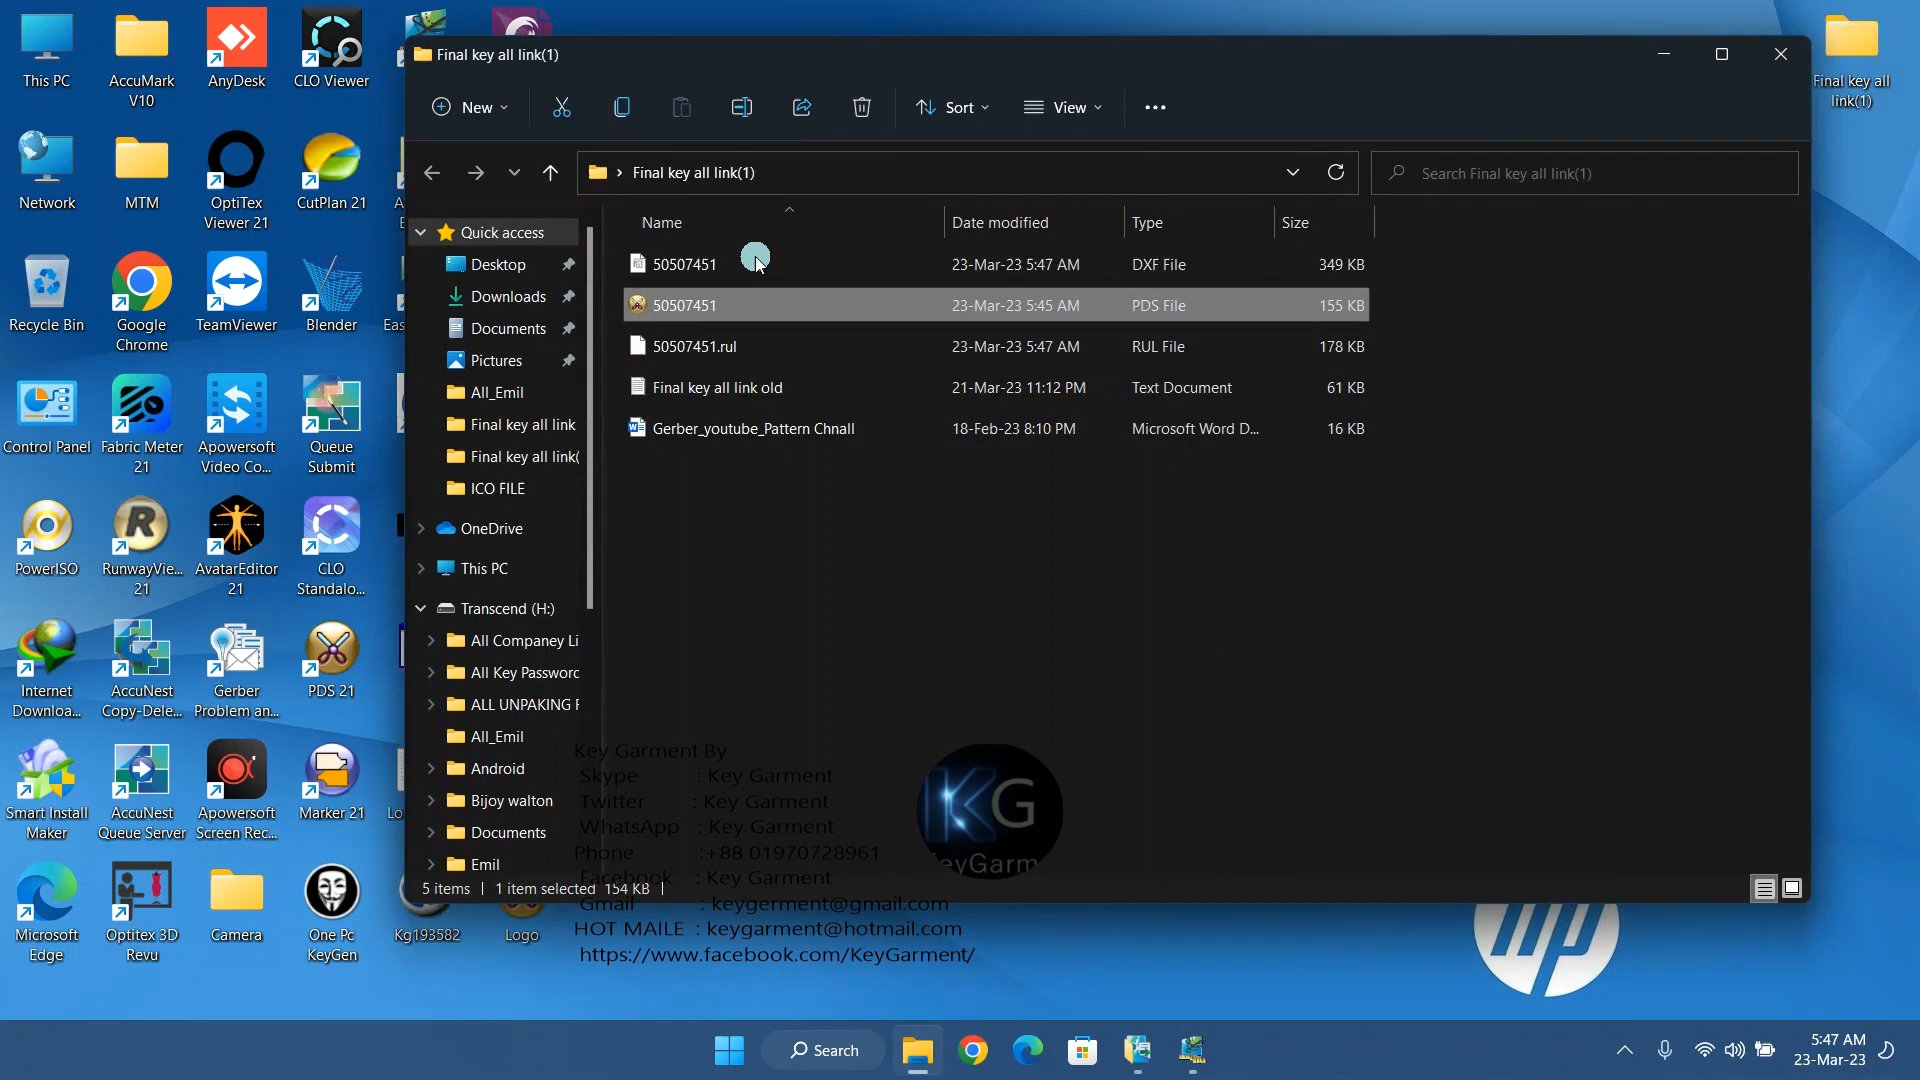 This PC
AccuMark V10
AnyDesk
CLO Viewer
Final key all link(1)
Final key all link(1)
New
Sort
View
Network
MTM
OptiTex Viewer 21
CutPlan 21
Final key all link(1)
Search Final key all link(1)
Name
Date modified
Type
Size
Quick access
Desktop
Downloads
Documents
Pictures
All_Emil
Final key all link
Final key all link(
ICO FILE
OneDrive
This PC
Transcend (H:)
All Companey Li
All Key Password
ALL UNPAKING F
All_Emil
Android
Bijoy walton
Documents
Emil
50507451 23-Mar-23 5:47 AM DXF File 349 KB
50507451 23-Mar-23 5:45 AM PDS File 155 KB
50507451.rul 23-Mar-23 5:47 AM RUL File 178 KB
Final key all link old 21-Mar-23 11:12 PM Text Document 61 KB
Gerber_youtube_Pattern Chnall 18-Feb-23 8:10 PM Microsoft Word D... 16 KB
Recycle Bin
Google Chrome
TeamViewer
Blender
Control Panel
Fabric Meter 21
Apowersoft Video Co...
Queue Submit
PowerISO
RunwayVie... 21
AvatarEditor 21
CLO Standalo...
Internet Downloa...
AccuNest Copy-Dele...
Gerber Problem an...
PDS 21
Smart Install Maker
AccuNest Queue Server
Apowersoft Screen Rec...
Marker 21
Microsoft Edge
Optitex 3D Revu
Camera
One Pc KeyGen
Kg193582
Logo
Key Garment By
Skype : Key Garment
Twitter : Key Garment
WhatsApp : Key Garment
Phone :+88 01970728961
Facebook : Key Garment
Gmail : keygerment@gmail.com
HOT MAILE : keygarment@hotmail.com
https://www.facebook.com/KeyGarment/
KG
eyGarm
5 items
1 item selected 154 KB
hp
Search
5:47 AM
23-Mar-23